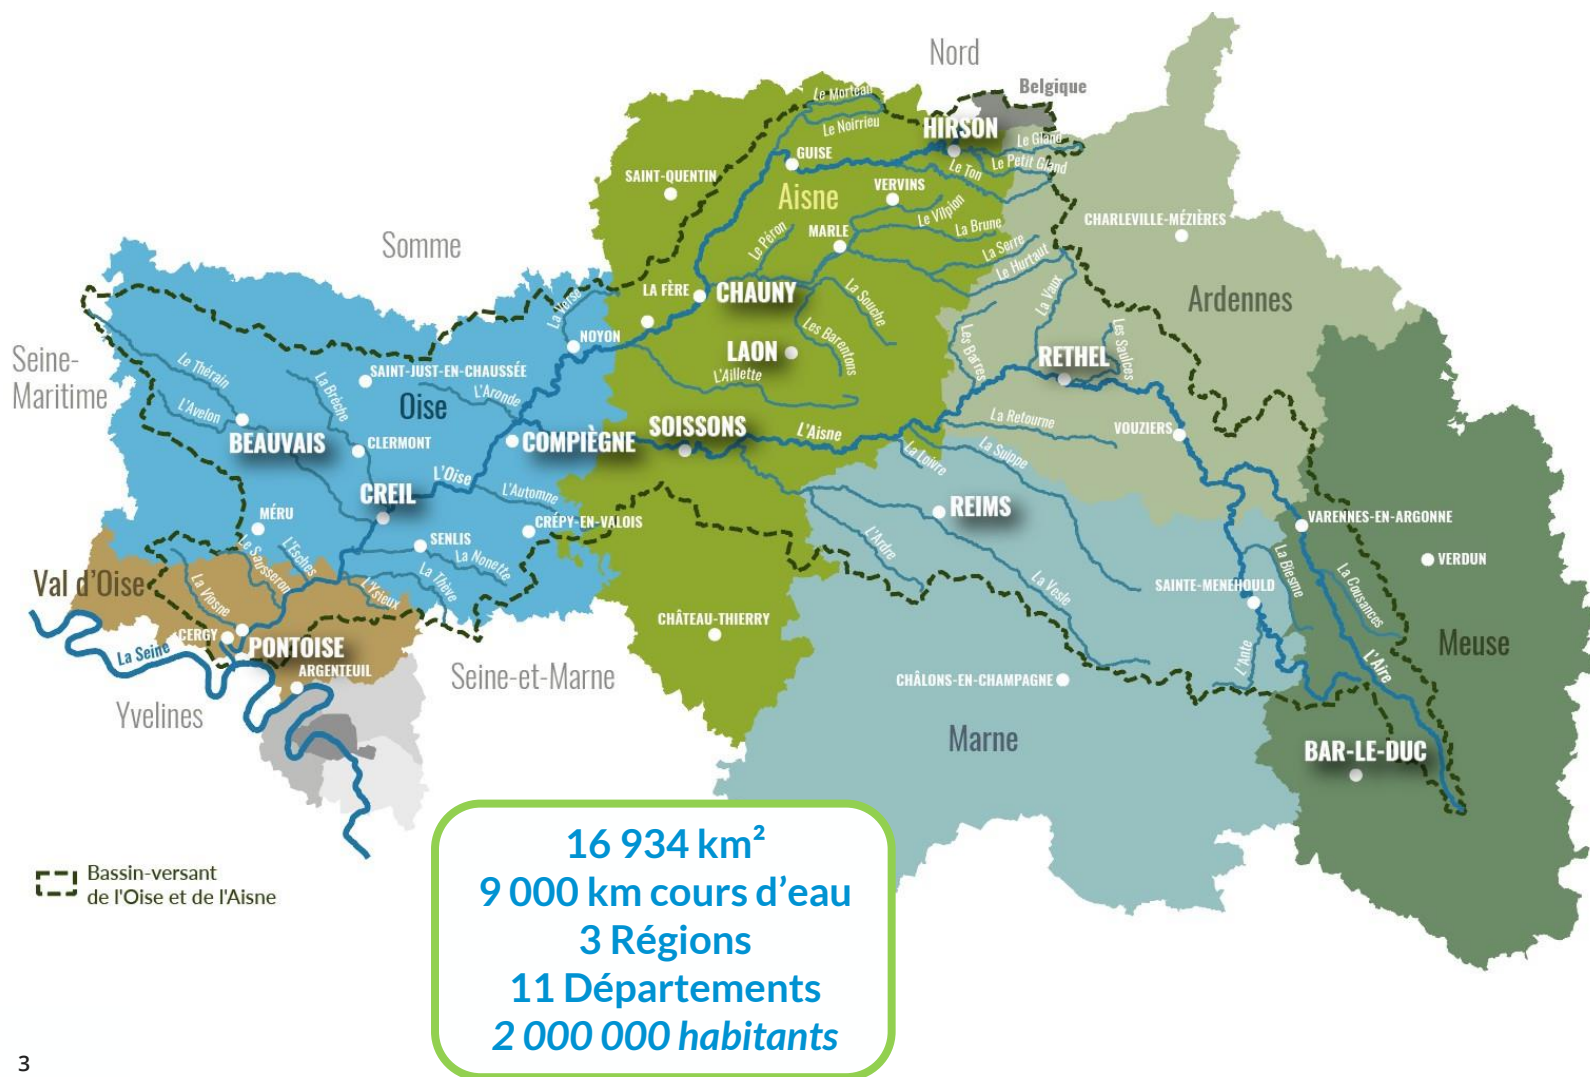 Nord
Belgique
Le Morteau
Le Noirrieu
HIRSON
Le Gland
GUISE
Le Petit Gland
Le Ton
SAINT-QUENTIN
Aisne
VERVINS
Le Vilpion
CHARLEVILLE-MÉZIÈRES
Somme
Le Péron
MARLE
La Brune
La Serre
Le Hurtaut
LA FÈRE
CHAUNY
La Souche
La Vaux
Ardennes
La Verse
NOYON
Les Barentons
Les Barres
Les Saulces
Seine-
Maritime
Le Thérain
SAINT-JUST-EN-CHAUSSÉE
La Brêche
LAON
RETHEL
L'Aillette
L'Avelon
Oise
L'Aronde
BEAUVAIS
CLERMONT
COMPIÈGNE
SOISSONS
L'Aisne
La Retourne
VOUZIERS
L'Oise
La Loivre
La Suippe
CREIL
L'Automne
MÉRU
CRÉPY-EN-VALOIS
REIMS
VARENNES-EN-ARGONNE
Le Sausseron
L'Esches
SENLIS
La Nonette
L'Ardre
VERDUN
Val d'Oise
La Viosne
L'Ysieux
La Thève
La Vesle
SAINTE-MENEHOULD
La Biesme
La Cousances
CHÂTEAU-THIERRY
CERGY
PONTOISE
Meuse
La Seine
ARGENTEUIL
Seine-et-Marne
CHÂLONS-EN-CHAMPAGNE
L'Ante
L'Aire
Yvelines
Marne
BAR-LE-DUC
16 934 km²
9 000 km cours d'eau
3 Régions
11 Départements
2 000 000 habitants
Bassin-versant
de l'Oise et de l'Aisne
3